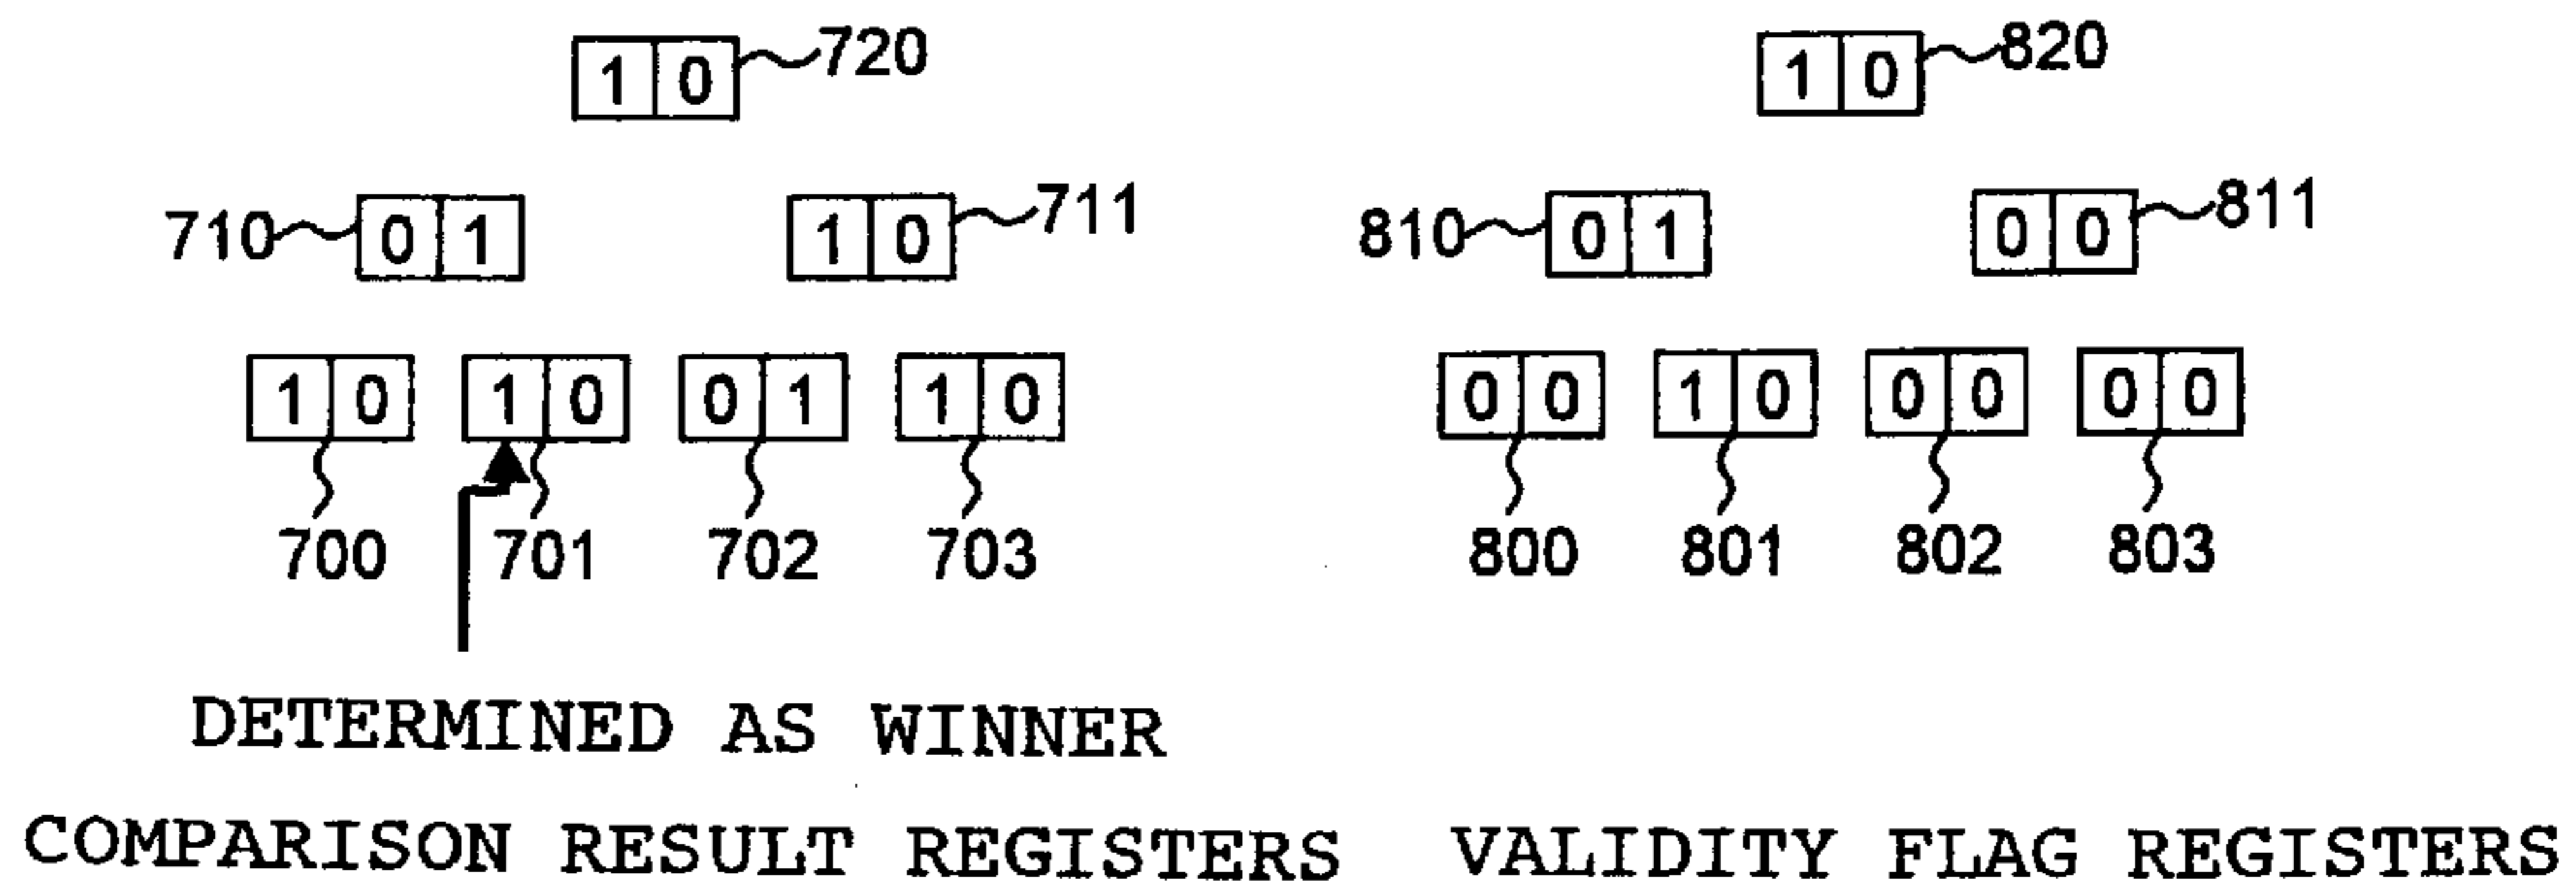 1 0 720 1 0 820
710 0 1 1 0 711 810 0 1 0 0 811
1 0 1 0 0 1 1 0 0 0 1 0 0 0 0 0
700 701 702 703 800 801 802 803
DETERMINED AS WINNER
COMPARISON RESULT REGISTERS VALIDITY FLAG REGISTERS